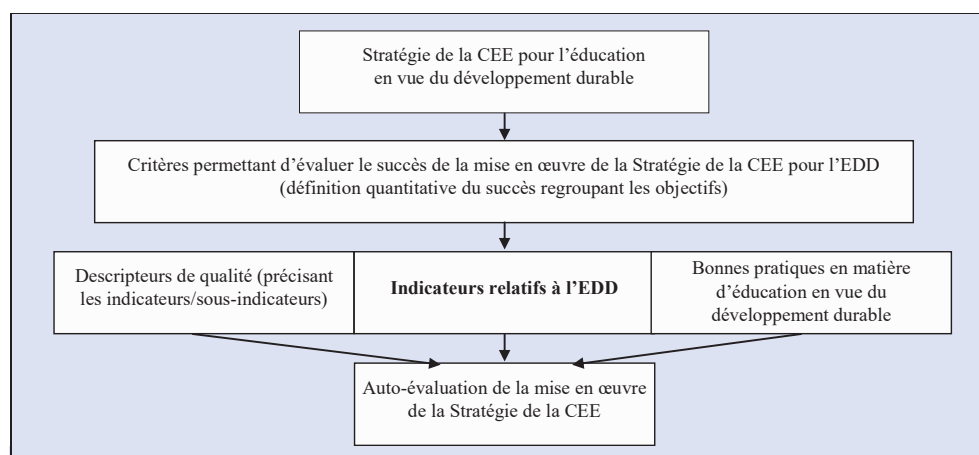 Stratégie de la CEE pour l’éducation
en vue du développement durable
Critères permettant d’évaluer le succès de la mise en œuvre de la Stratégie de la CEE pour l’EDD
(définition quantitative du succès regroupant les objectifs)
Descripteurs de qualité (précisant
les indicateurs/sous-indicateurs)
Indicateurs relatifs à l’EDD
Bonnes pratiques en matière
d’éducation en vue du
développement durable
Auto-évaluation de la mise en œuvre
de la Stratégie de la CEE